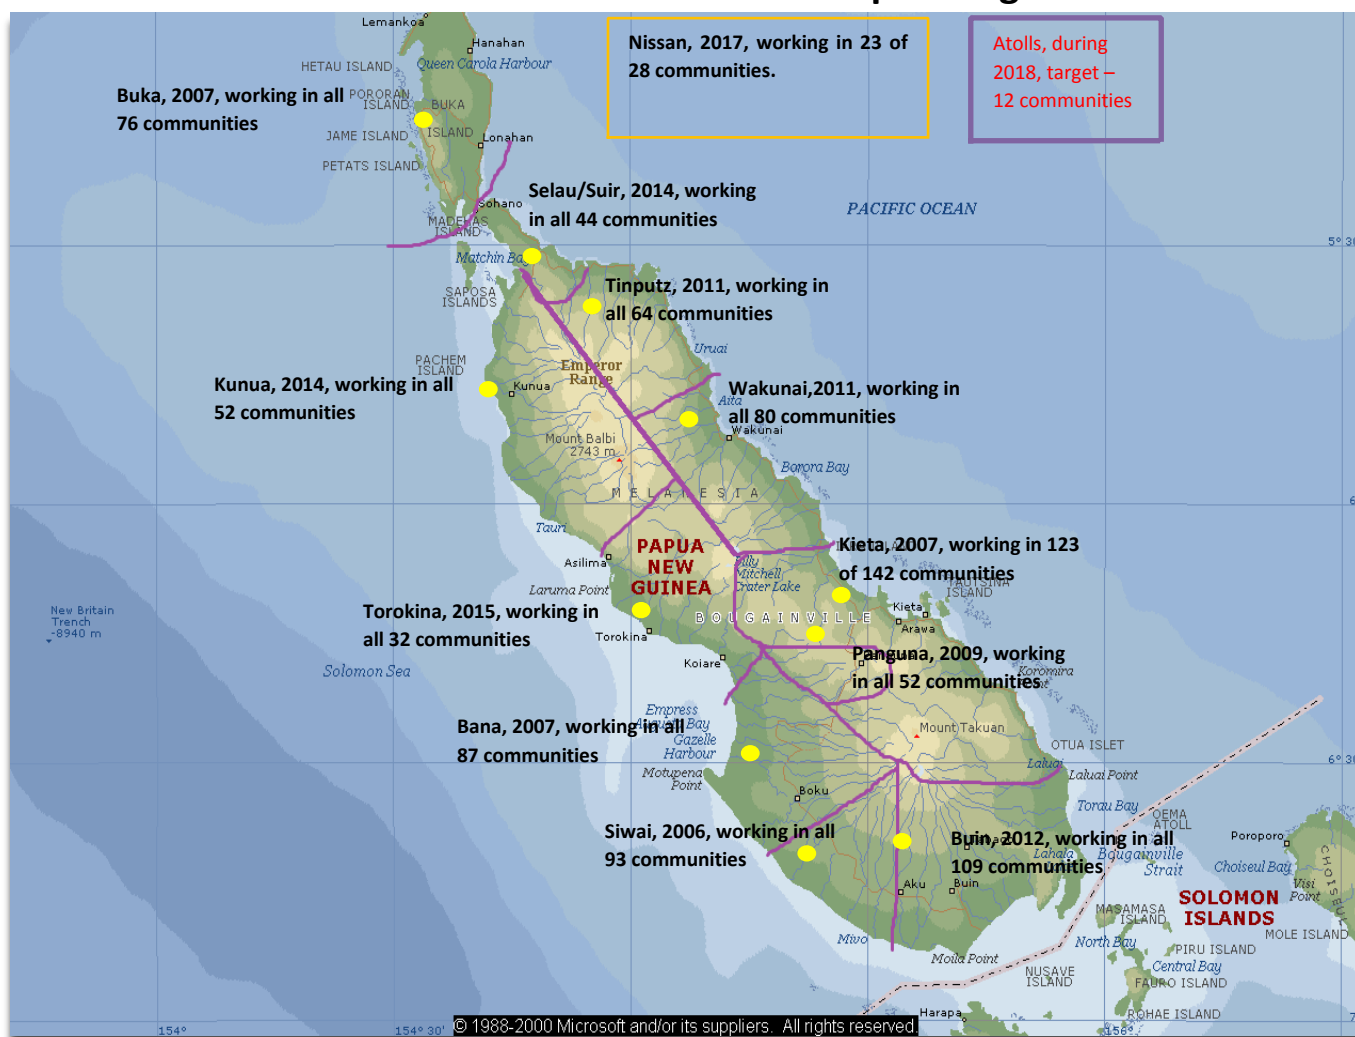 Lemankoa
Hanahan
HETAU ISLAND
Queen Carola Harbour
Nissan, 2017, working in 23 of
28 communities.
Atolls, during
2018, target –
12 communities
Buka, 2007, working in all
76 communities
PORORAN
ISLAND
BUKA
ISLAND
JAME ISLAND
Lonahan
PETATS ISLAND
Selau/Suir, 2014, working
in all 44 communities
Sohano
MADEHAS
ISLAND
PACIFIC OCEAN
5° 30
Matchin Bay
SAPOSA
ISLANDS
Tinputz, 2011, working in
all 64 communities
Uruai
PACHEM
ISLAND
Emperor
Range
Kunua, 2014, working in all
52 communities
Kunua
Wakunai,2011, working in
all 80 communities
Aita
Wakunai
Mount Balbi
2743 m
Borora Bay
MELANESIA
6
Tauri
Asilima
PAPUA
NEW
GUINEA
Laruma Point
Billy
Mitchell
Crater Lake
Kieta, 2007, working in 123
of 142 communities
TAUTSINA
ISLAND
New Britain
Trench
-8940 m
Torokina, 2015, working in
all 32 communities
Torokina
BOUGAINVILLE
Kieta
Arawa
Koiare
Solomon Sea
Panguna, 2009, working
in all 52 communities
Koromira
Empress
Augusta Bay
Gazelle
Harbour
Bana, 2007, working in all
87 communities
Mount Takuan
OTUA ISLET
Motupena
Point
Laluai
Laluai Point
6° 30
Boku
Torau Bay
OEMA
ATOLL
Siwai, 2006, working in all
93 communities
Buin, 2012, working in all
109 communities
Lahala
Bougainville
Strait
Poroporo
Choiseul Bay
CHOISEUL
Visi
Point
Aku
Buin
SOLOMON
ISLANDS
MASAMASA
ISLAND
MOLE ISLAND
Mivo
North Bay
PIRU ISLAND
Moila Point
Central Bay
NUSAVE
ISLAND
FAURO ISLAND
Harapa
ROHAE ISLAND
154°
154° 30'
© 1988-2000 Microsoft and/or its suppliers. All rights reserved.
156°
7